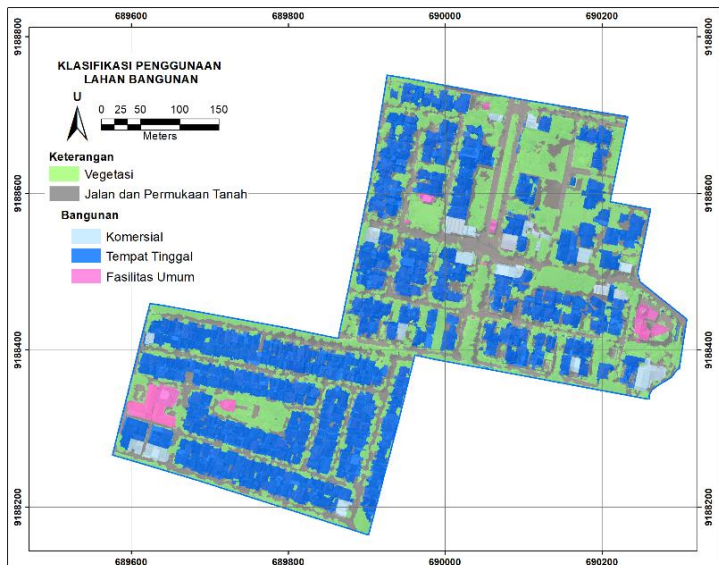 689600 689800 690000 690200
9188800 9188800
KLASIFIKASI PENGGUNAAN
LAHAN BANGUNAN
U
0 25 50 100 150
Meters
Keterangan
Vegetasi
Jalan dan Permukaan Tanah
Bangunan
Komersial
Tempat Tinggal
Fasilitas Umum
9188600 9188600
9188400 9188400
9188200 9188200
689600 689800 690000 690200